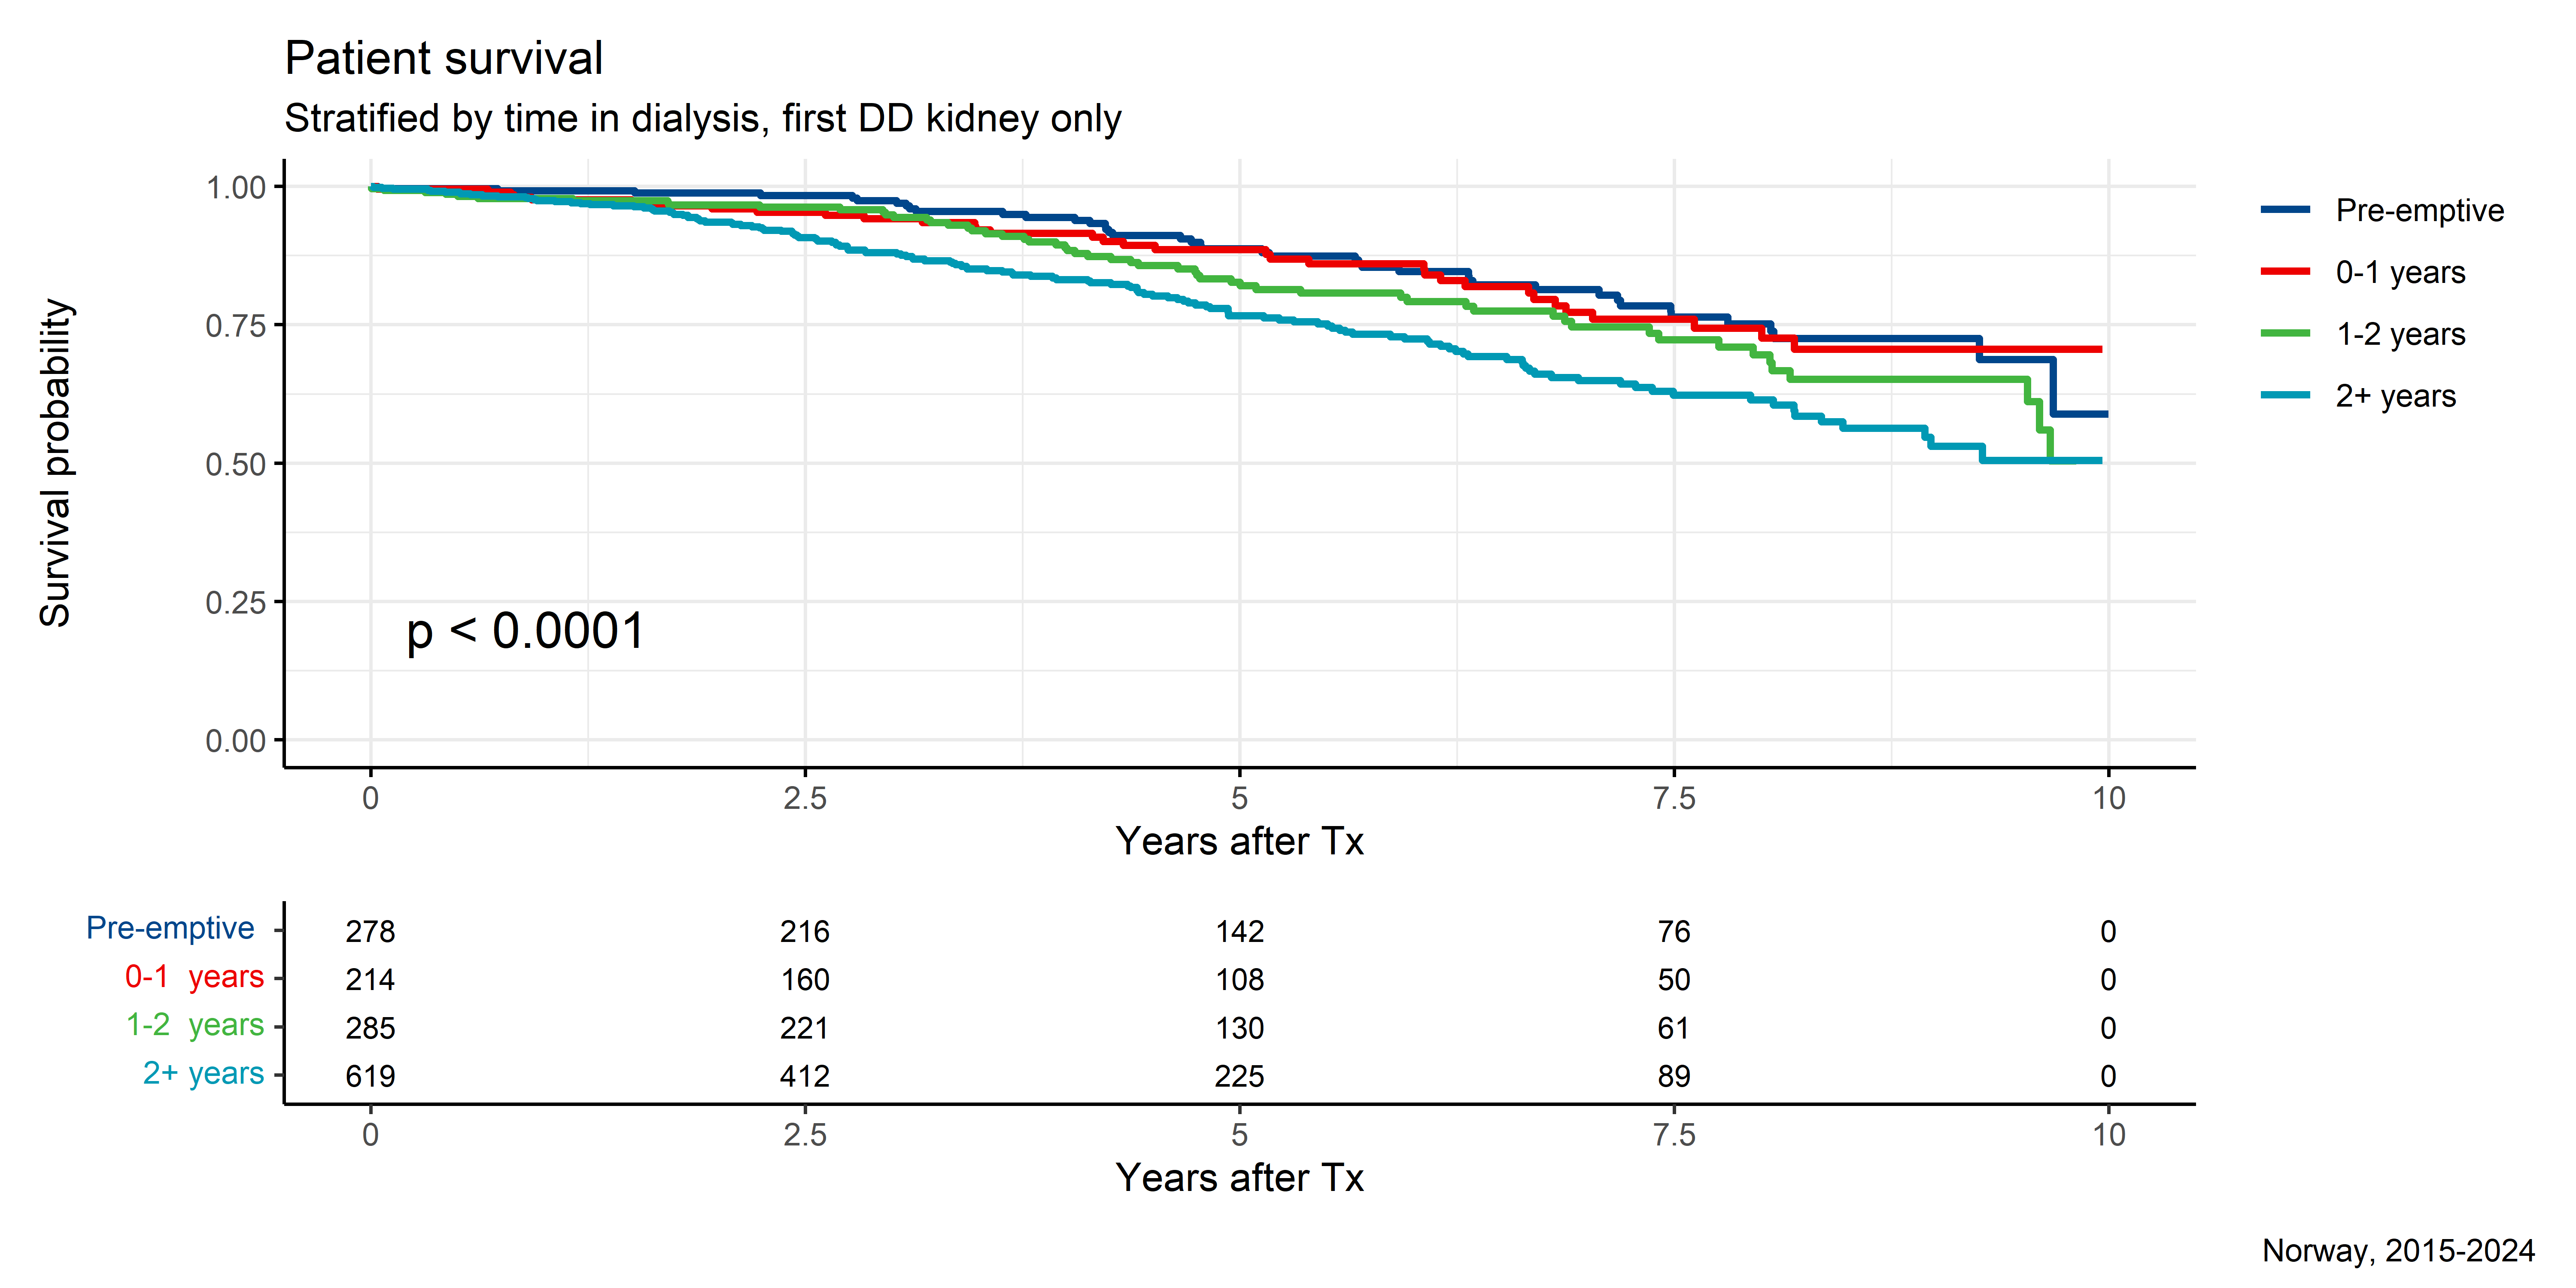 Patient survival
Stratified by time in dialysis, first DD kidney only
1.00
0.75
0.50
0.25
0.00
Survival probability
p < 0.0001
0 2.5 5 7.5 10
Years after Tx
Pre-emptive
0-1 years
1-2 years
2+ years
Pre-emptive 278 216 142 76 0
0-1 years 214 160 108 50 0
1-2 years 285 221 130 61 0
2+ years 619 412 225 89 0
0 2.5 5 7.5 10
Years after Tx
Norway, 2015-2024